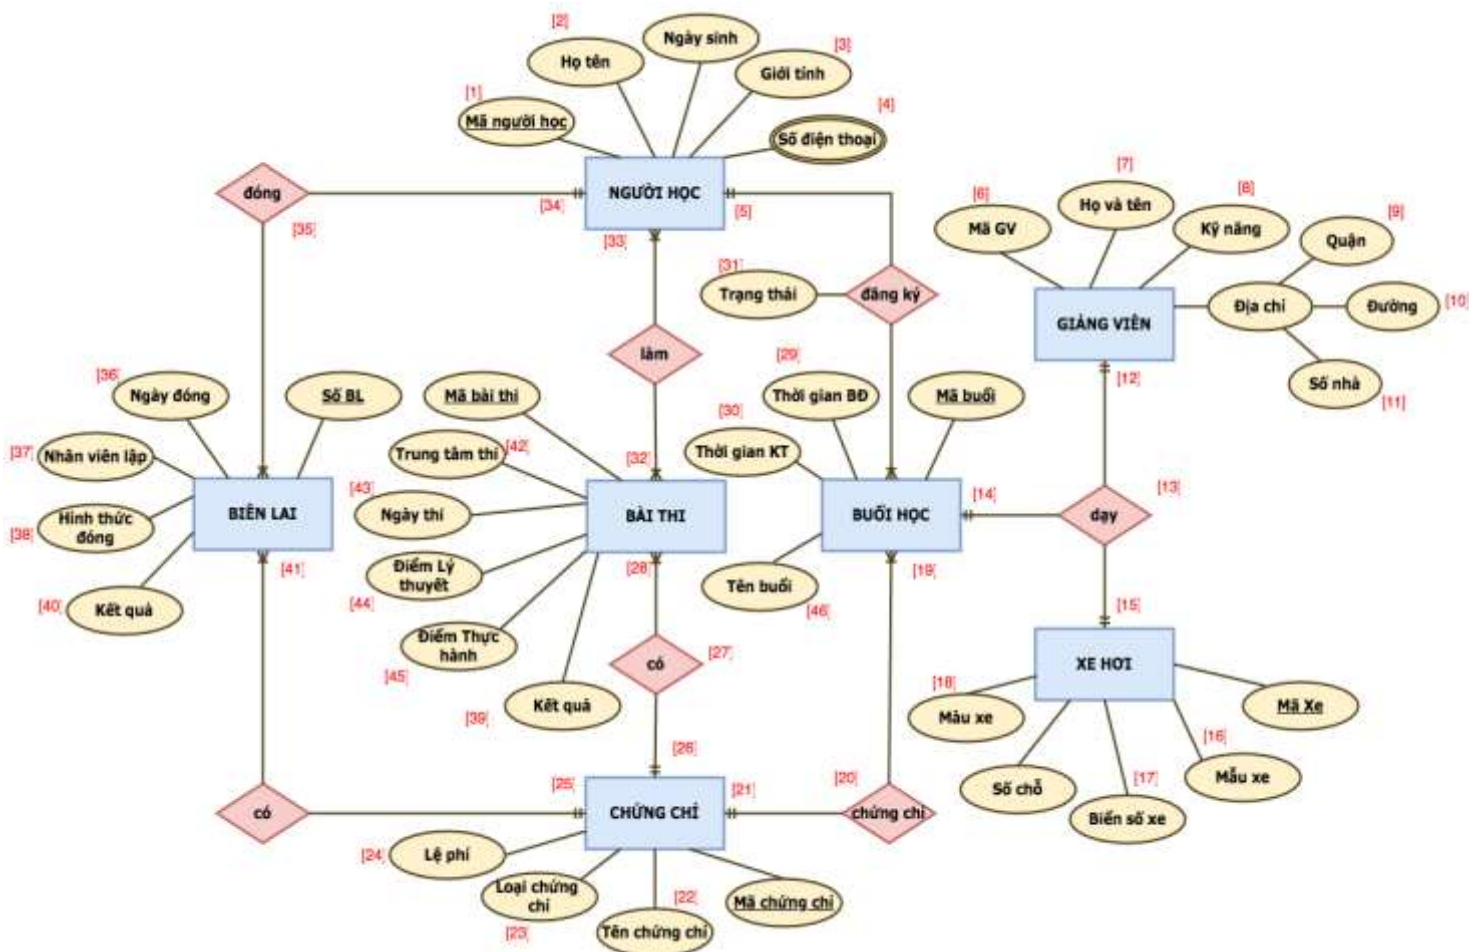 [2]
Ngày sinh
Họ tên
[3]
Giới tính
[1]
[4]
Mã người học
Số điện thoại
đóng
NGƯỜI HỌC
[34]
[5]
[35]
[33]
[7]
[6]
Họ và tên
[8]
Mã GV
Kỹ năng
[9]
Quận
[31]
Trạng thái
đăng ký
GIẢNG VIÊN
Địa chỉ
Đường
[10]
làm
[12]
Số nhà
[11]
[36]
Ngày đóng
Số BL
Mã bài thi
[29]
Thời gian BĐ
Mã buổi
[30]
[37]
Nhân viên lập
Trung tâm thi
[42]
[32]
Thời gian KT
[43]
BIÊN LAI
Ngày thi
BÀI THI
BUỔI HỌC
[14]
dạy
[13]
Hình thức
đóng
[38]
[41]
Điểm Lý
thuyết
[28]
[19]
[44]
Tên buổi
[46]
[40]
Kết quả
[15]
Điểm Thực
hành
[45]
có
[27]
XE HƠI
[39]
Kết quả
[18]
Màu xe
Mã Xe
[16]
[26]
Số chỗ
[17]
Mẫu xe
Biển số xe
[25]
[21]
[20]
có
CHỨNG CHỈ
chứng chỉ
[24]
Lệ phí
Loại chứng
chỉ
[22]
Mã chứng chỉ
[23]
Tên chứng chỉ